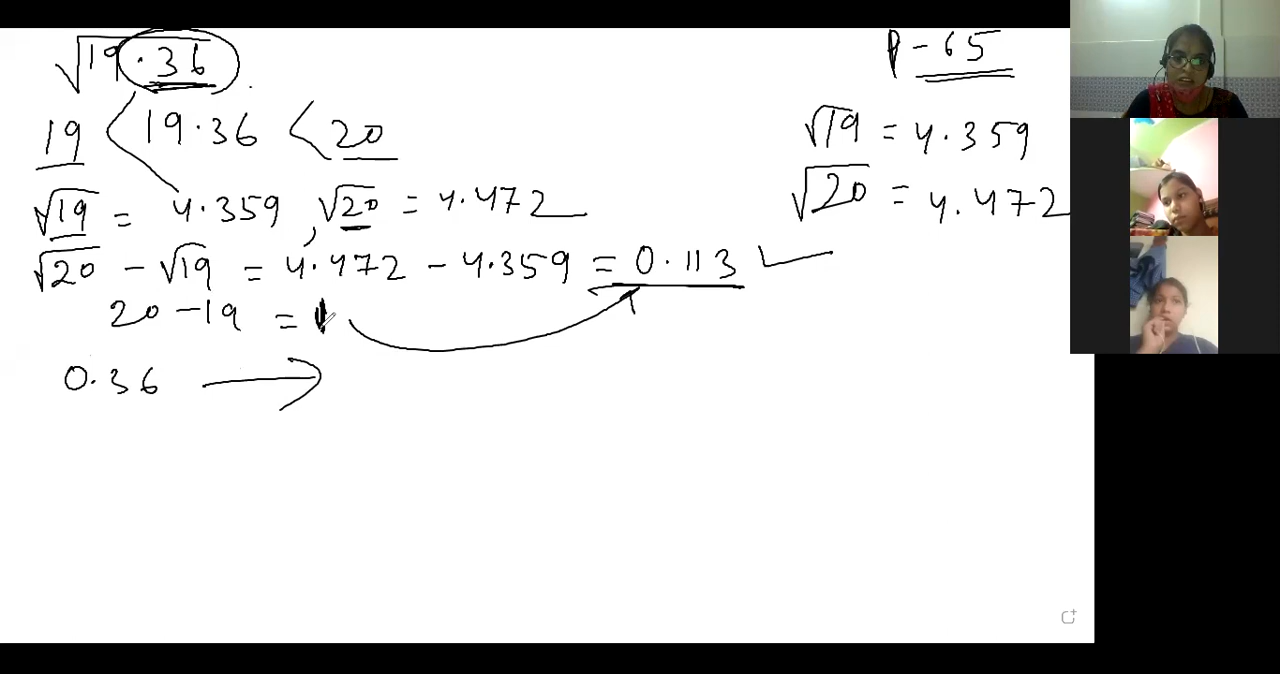 √19.36
19 < 19.36 < 20
√19 = 4.359, √20 = 4.472
√20 - √19 = 4.472 - 4.359 = 0.113
20 - 19 = 1
0.36 →
P-65
√19 = 4.359
√20 = 4.472